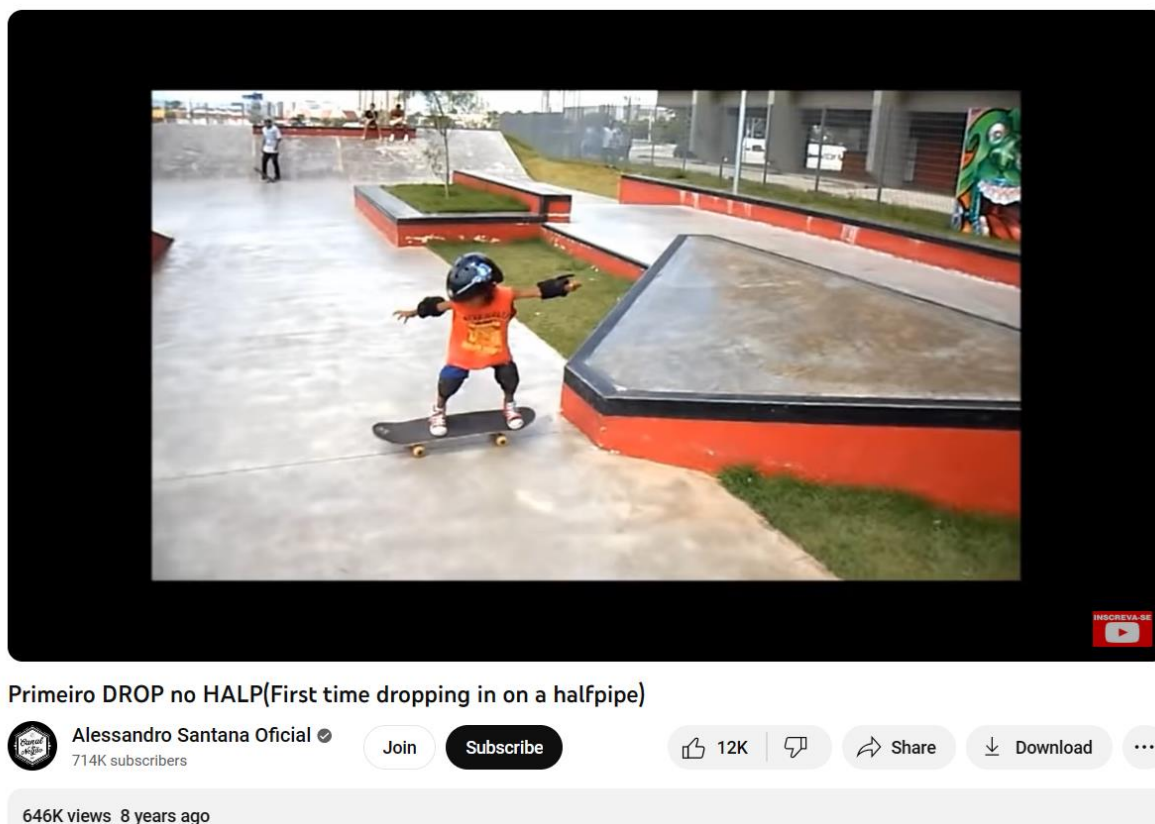 INSCREVA-SE
Primeiro DROP no HALP(First time dropping in on a halfpipe)
Alessandro Santana Oficial
714K subscribers
Join
Subscribe
12K
Share
Download
646K views 8 years ago